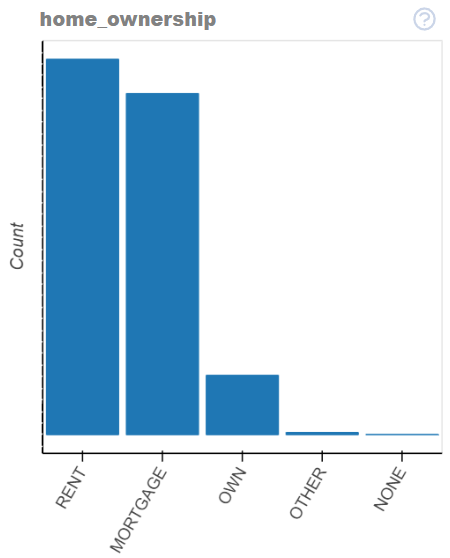 home_ownership
?
Count
RENT
MORTGAGE
OWN
OTHER
NONE